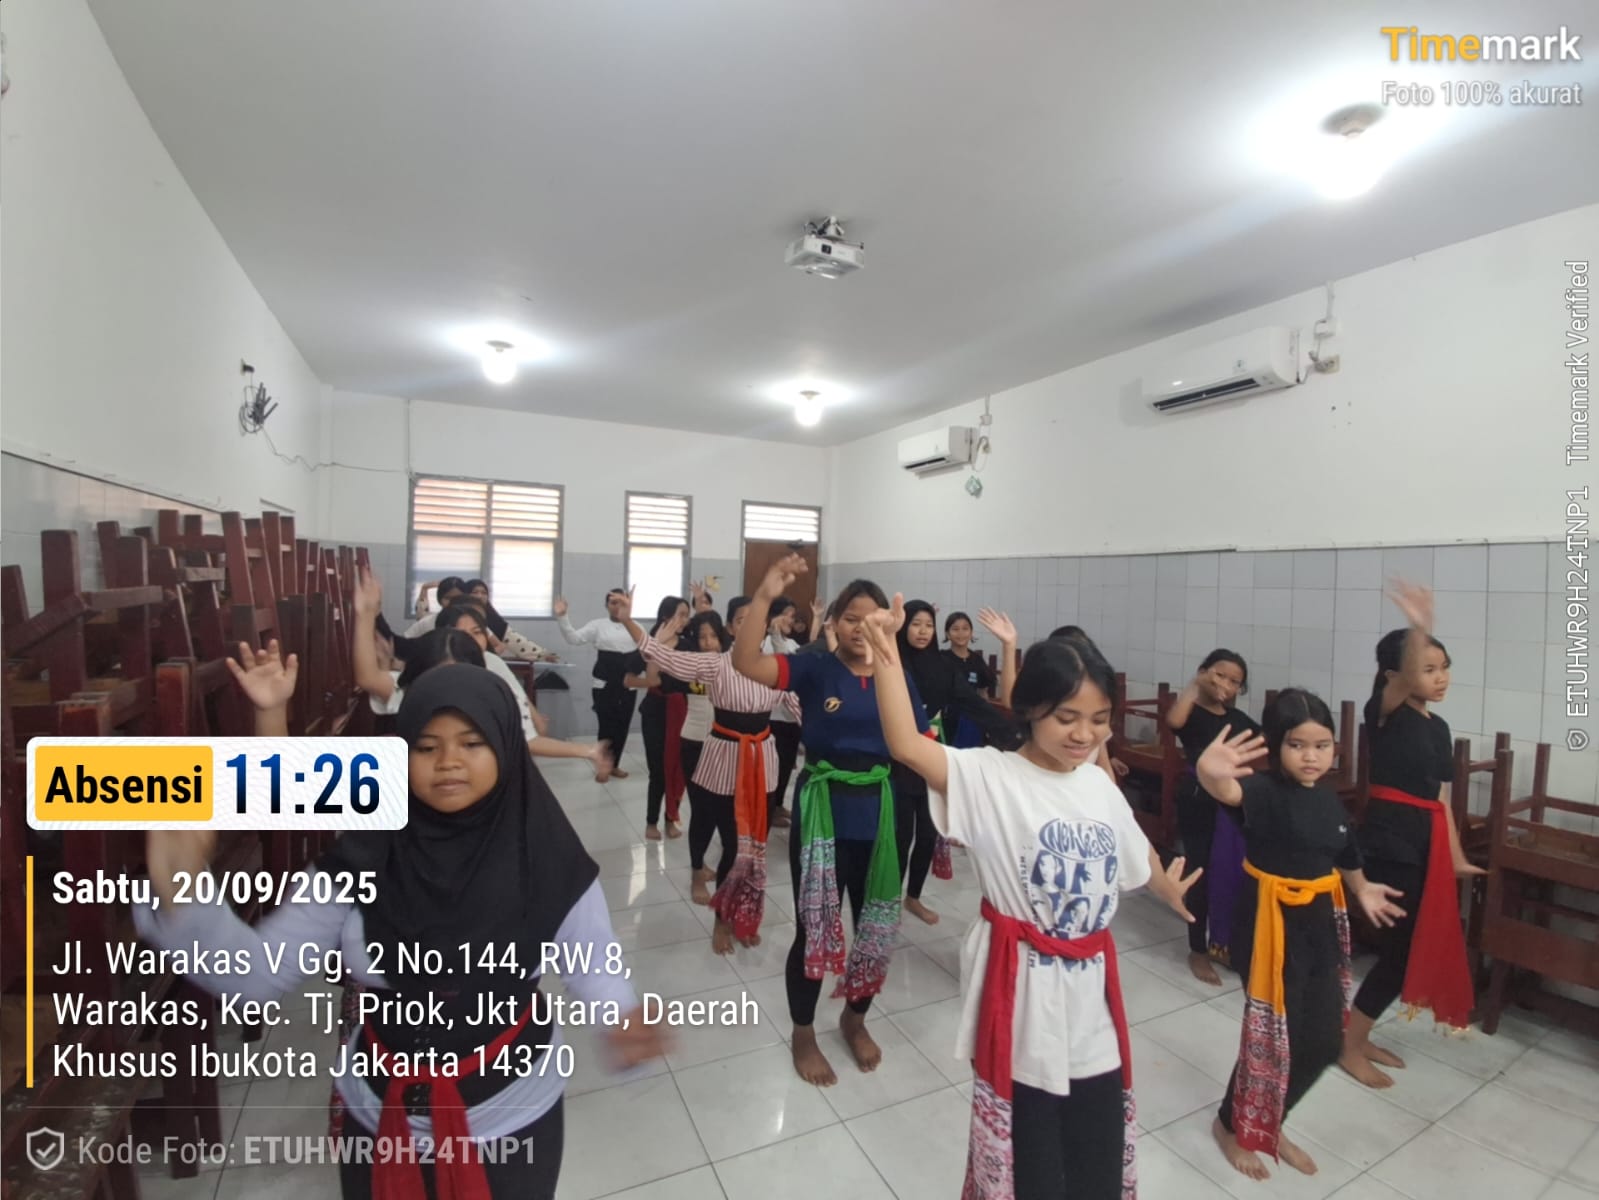 Timemark
Foto 100% akurat
Absensi 11:26
Sabtu, 20/09/2025
Jl. Warakas V Gg. 2 No.144, RW.8,
Warakas, Kec. Tj. Priok, Jkt Utara, Daerah
Khusus Ibukota Jakarta 14370
Kode Foto: ETUHWR9H24TNP1
ETUHWR9H24TNP1 Timemark Verified